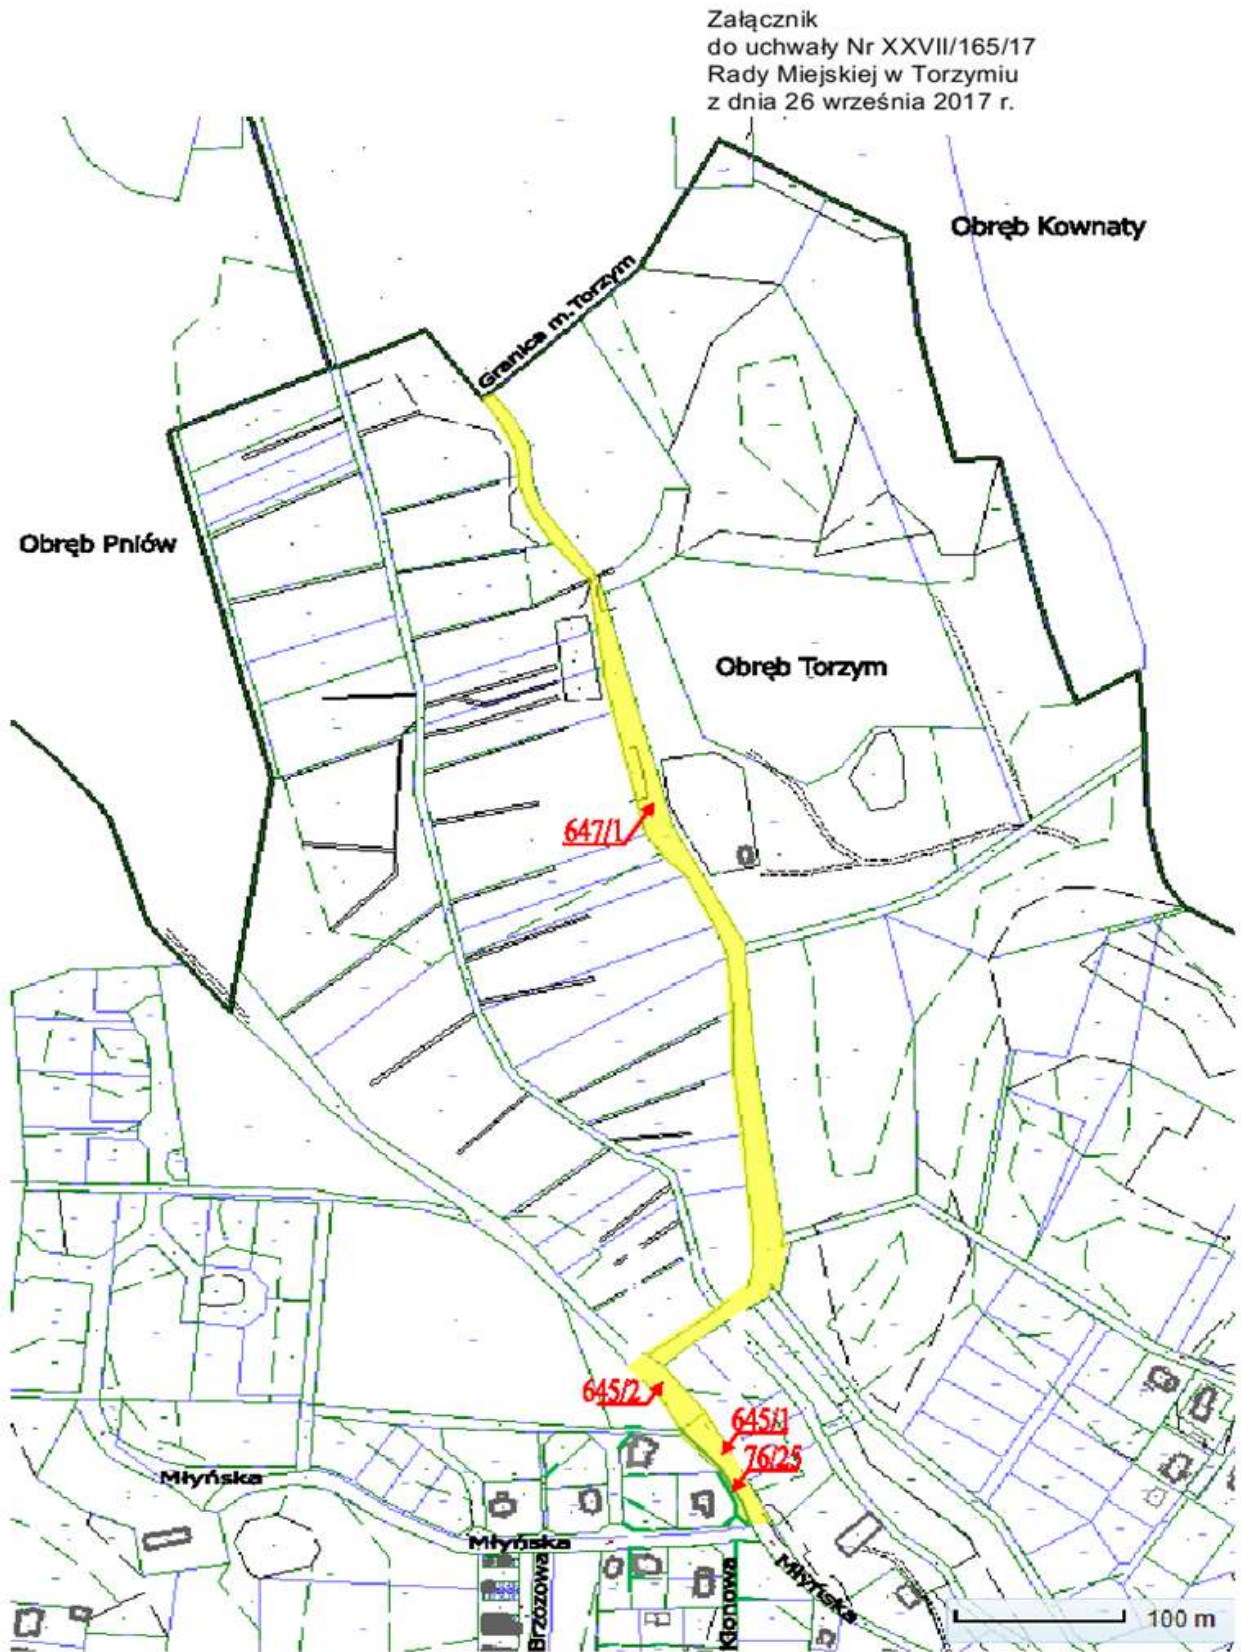 Załącznik
do uchwały Nr XXVII/165/17
Rady Miejskiej w Torzymiu
z dnia 26 września 2017 r.
Obręb Kownaty
Granica m. Torzym
Obręb Pniów
Obręb Torzym
647/1
645/2
645/1
76/25
Młyńska
Młyńska
Młyńska
Brzozowa
Klonowa
100 m